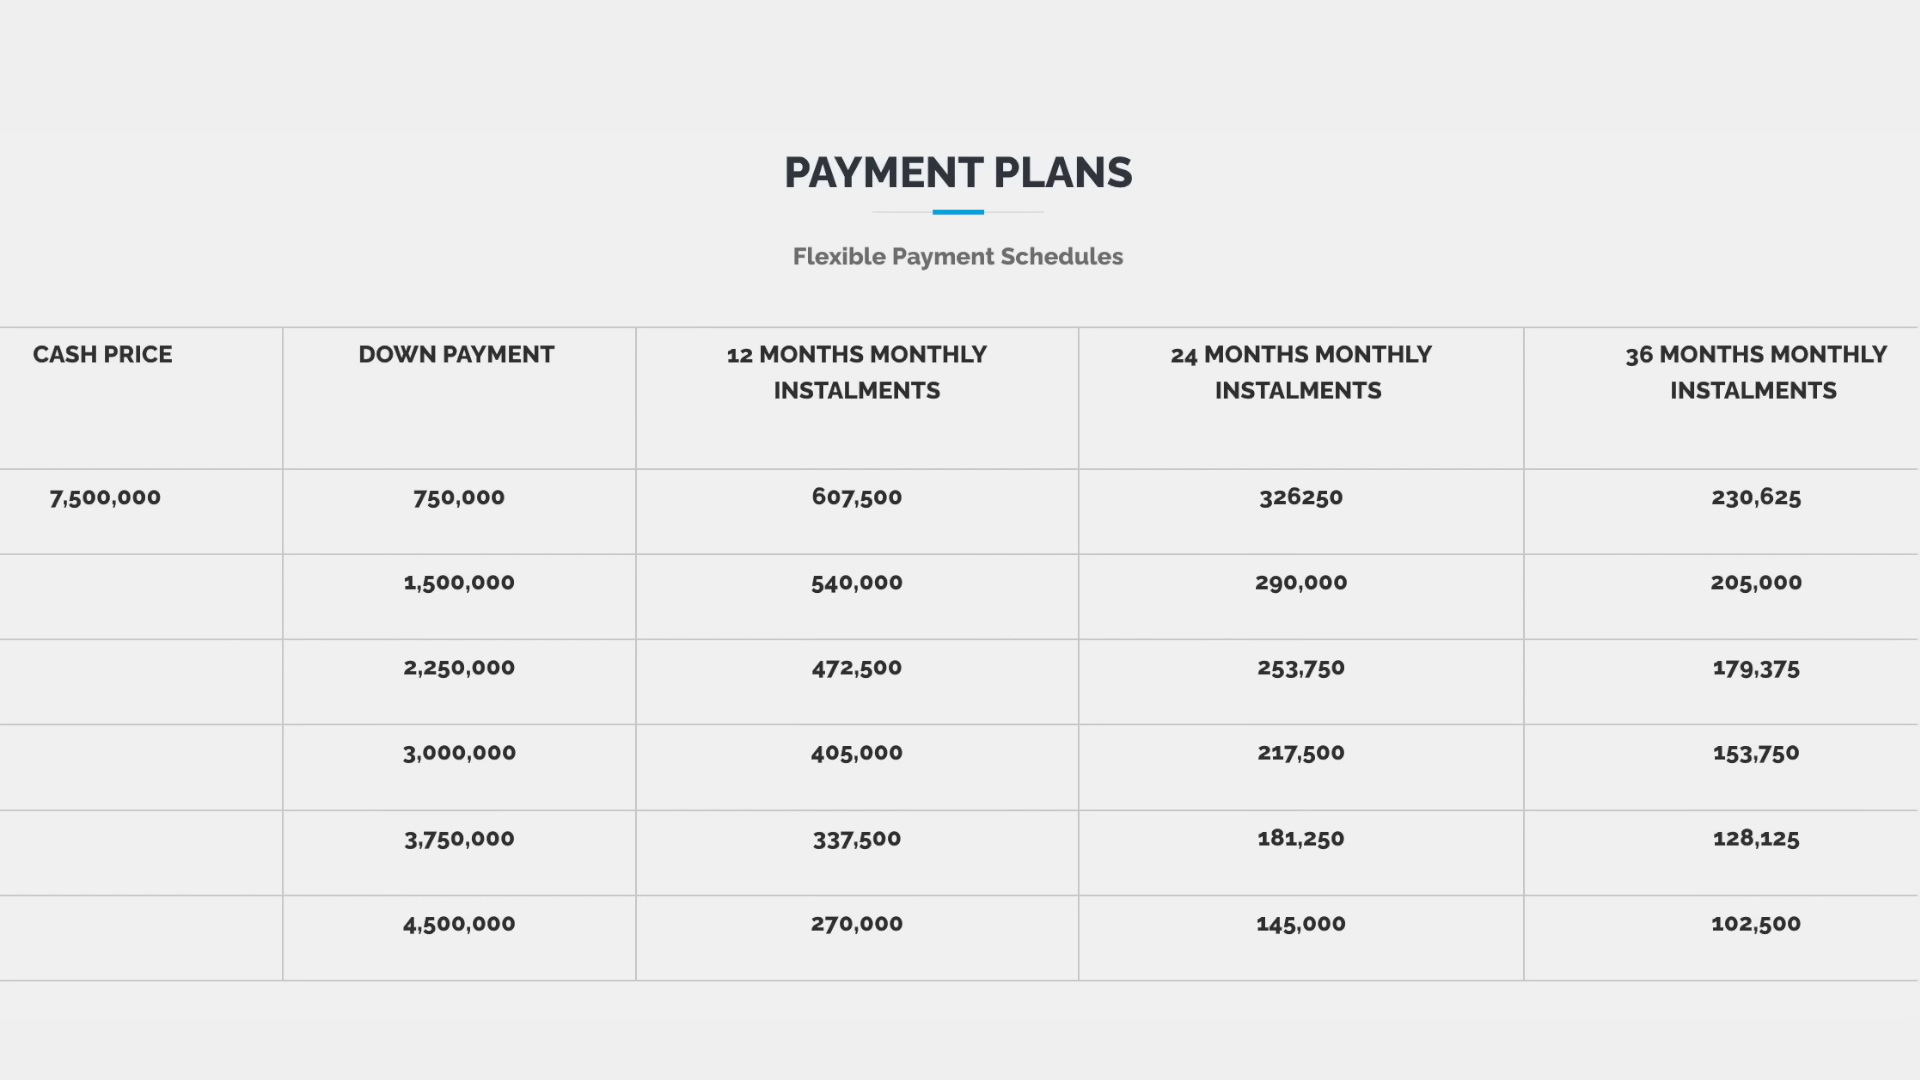 PAYMENT PLANS
Flexible Payment Schedules
CASH PRICE DOWN PAYMENT 12 MONTHS MONTHLY INSTALMENTS 24 MONTHS MONTHLY INSTALMENTS 36 MONTHS MONTHLY INSTALMENTS
7,500,000 750,000 607,500 326250 230,625
1,500,000 540,000 290,000 205,000
2,250,000 472,500 253,750 179,375
3,000,000 405,000 217,500 153,750
3,750,000 337,500 181,250 128,125
4,500,000 270,000 145,000 102,500